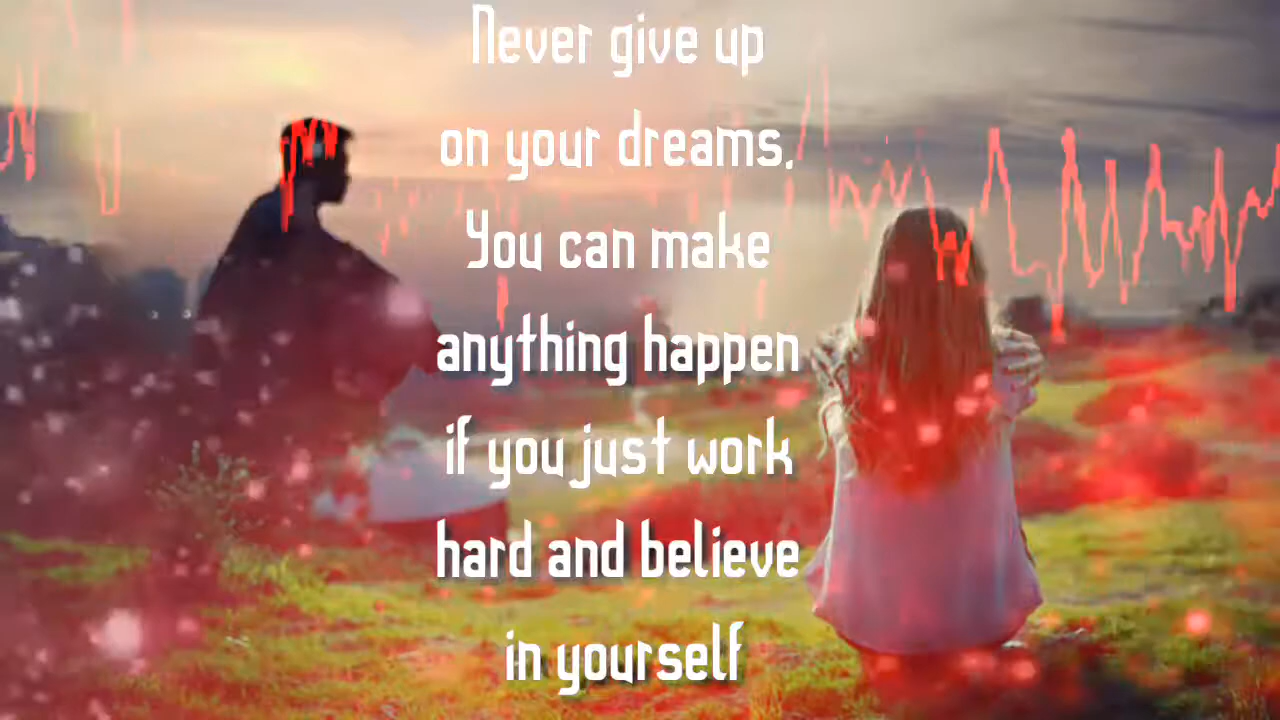 Never give up
on your dreams,
You can make
anything happen
if you just work
hard and believe
in yourself